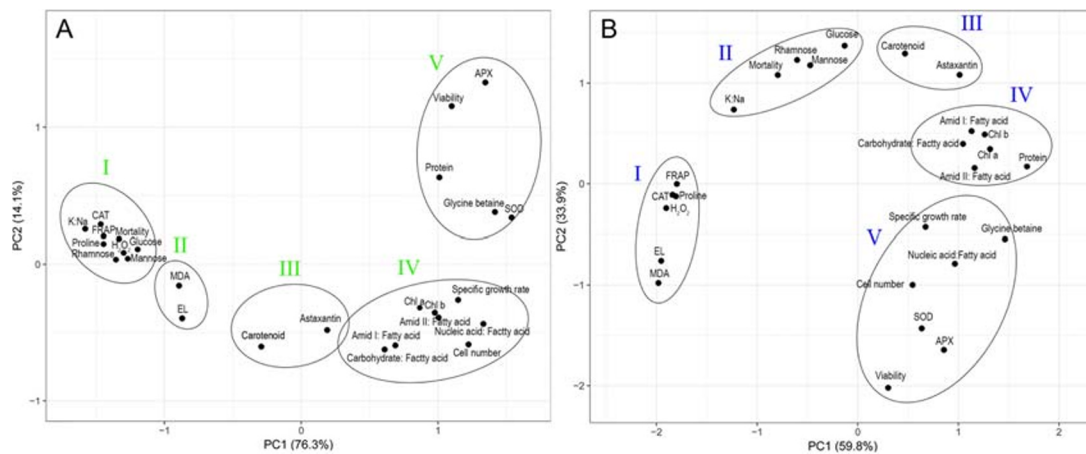 A
V
APX
Viability
1
Protein
I
Glycine betaine
SOD
CAT
K:Na
FRAP Mortality
Proline
H2O2
Glucose
Rhamnose
Mannose
II
0
MDA
III
IV
EL
Specific growth rate
Chl a
Chl b
Astaxantin
Amid II: Fatty acid
Carotenoid
Amid I: Fatty acid
Nucleic acid: Factty acid
Carbohydrate: Factty acid
Cell number
−1
−1
0
1
PC1 (76.3%)
PC2 (14.1%)
B
III
Glucose
II
Rhamnose
Carotenoid
Mortality
Mannose
Astaxantin
1
K:Na
IV
Amid I: Fatty acid
Chl b
Carbohydrate: Factty acid
Chl a
Protein
Amid II: Fatty acid
I
FRAP
0
CAT
Proline
H2O2
V
Specific growth rate
Glycine betaine
EL
Nucleic acid Fatty acid
MDA
−1
Cell number
SOD
APX
Viability
−2
−2
−1
0
1
2
PC1 (59.8%)
PC2 (33.9%)